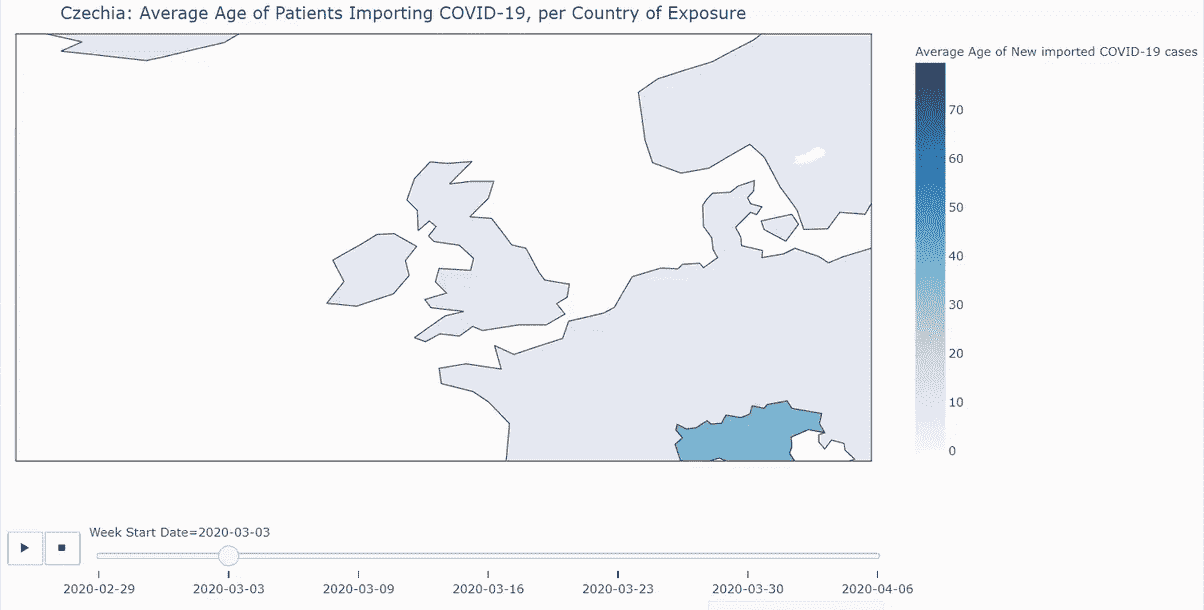 Czechia: Average Age of Patients Importing COVID-19, per Country of Exposure
Average Age of New imported COVID-19 cases
70
60
50
40
30
20
10
0
Week Start Date=2020-03-03
2020-02-29 2020-03-03 2020-03-09 2020-03-16 2020-03-23 2020-03-30 2020-04-06